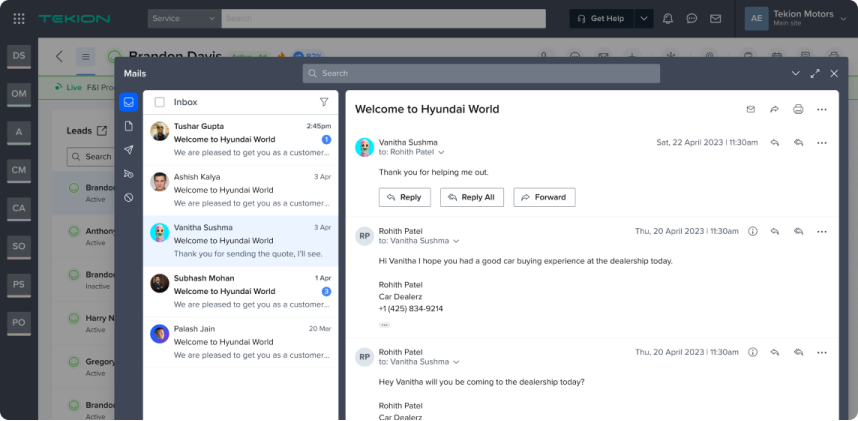 TEKION
Service
Search
Get Help
AE
Tekion Motors
Main site
DS
OM
A
CM
CA
SO
PS
PO
Brandon Davis
82%
Live
F&I
Leads
Search
Active
Active
Inactive
Harry
Active
Gregory
Active
Active
Mails
Search
Inbox
Tushar Gupta 2:45pm
Welcome to Hyundai World 1
We are pleased to get you as a customer...
Ashish Kalya 3 Apr
Welcome to Hyundai World
We are pleased to get you as a customer...
Vanitha Sushma 3 Apr
Welcome to Hyundai World
Thank you for sending the quote, I'll see.
Subhash Mohan 1 Apr
Welcome to Hyundai World 3
We are pleased to get you as a customer...
Palash Jain 20 Mar
Welcome to Hyundai World
We are pleased to get you as a customer...
Welcome to Hyundai World
Vanitha Sushma
to: Rohith Patel
Sat, 22 April 2023 | 11:30am
Thank you for helping me out.
Reply
Reply All
Forward
RP
Rohith Patel
to: Vanitha Sushma
Thu, 20 April 2023 | 11:30am
Hi Vanitha I hope you had a good car buying experience at the dealership today.
Rohith Patel
Car Dealerz
+1 (425) 834-9214
RP
Rohith Patel
to: Vanitha Sushma
Thu, 20 April 2023 | 11:30am
Hey Vanitha will you be coming to the dealership today?
Rohith Patel
Car Dealerz